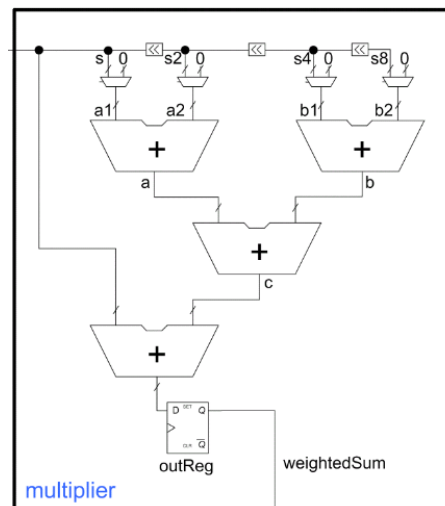 s << 0 s2 << 0 s4 << 0 s8 0
a1 a2 b1 b2
+ +
a b
+
c
+
D SET Q
CLR Q
outReg weightedSum
multiplier